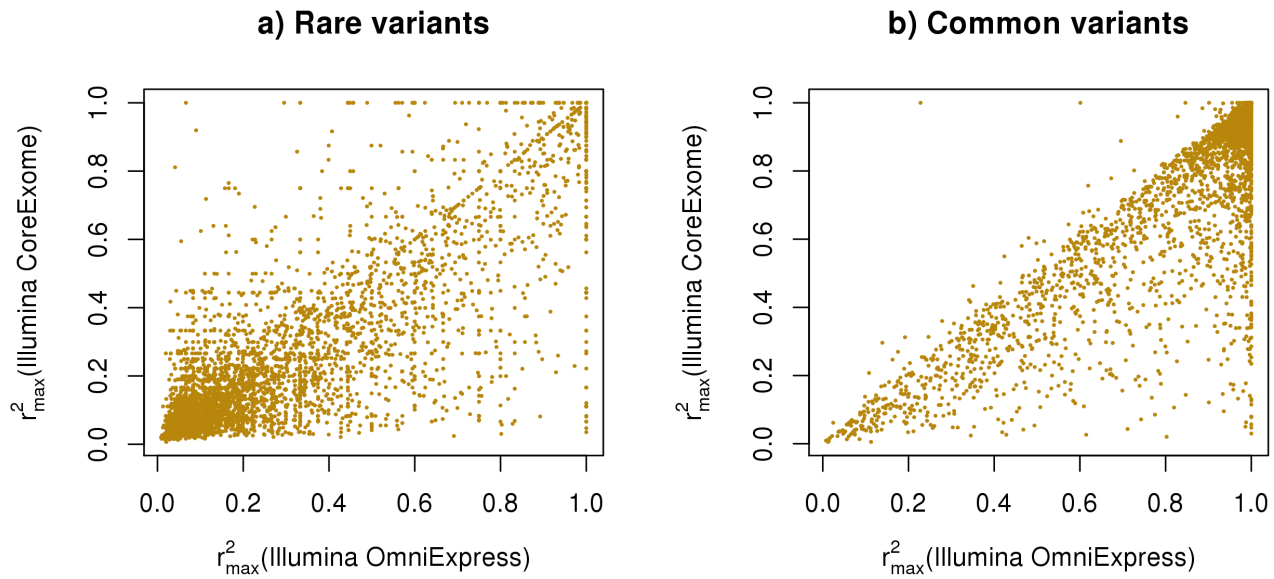 a) Rare variants
b) Common variants
r²max(Illumina CoreExome)
0.0 0.2 0.4 0.6 0.8 1.0
0.0 0.2 0.4 0.6 0.8 1.0
r²max(Illumina OmniExpress)
r²max(Illumina CoreExome)
0.0 0.2 0.4 0.6 0.8 1.0
0.0 0.2 0.4 0.6 0.8 1.0
r²max(Illumina OmniExpress)